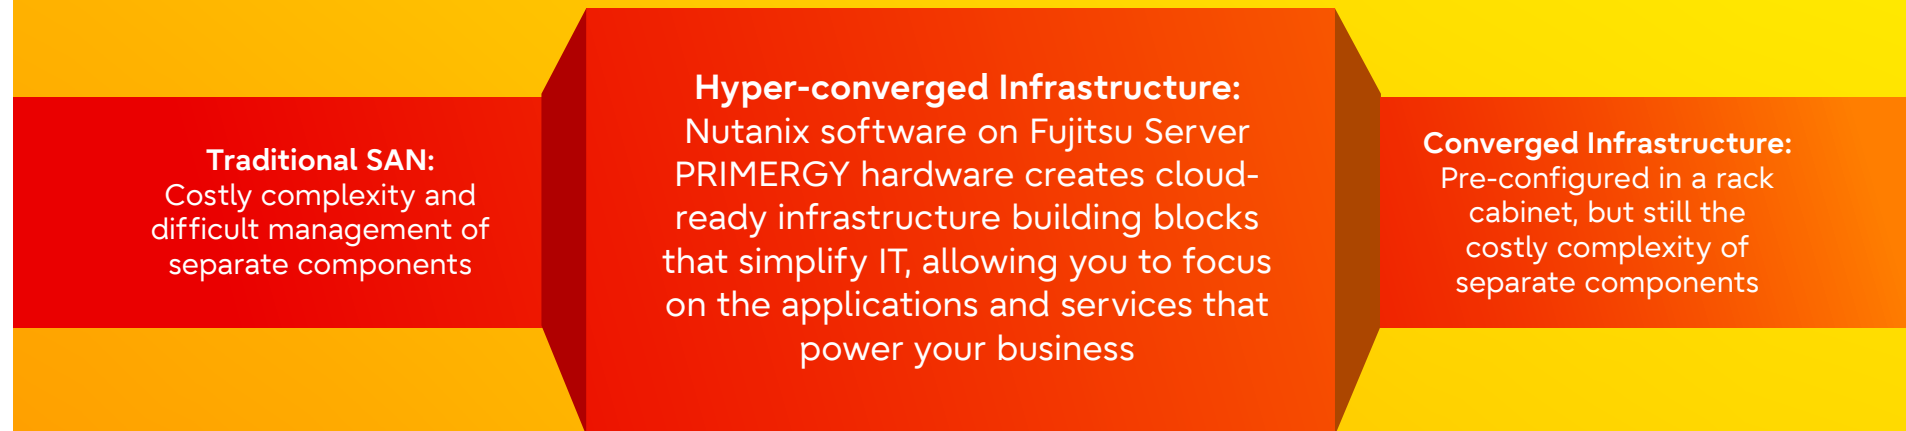 Traditional SAN:
Costly complexity and
difficult management of
separate components
Hyper-converged Infrastructure:
Nutanix software on Fujitsu Server
PRIMERGY hardware creates cloud-
ready infrastructure building blocks
that simplify IT, allowing you to focus
on the applications and services that
power your business
Converged Infrastructure:
Pre-configured in a rack
cabinet, but still the
costly complexity of
separate components